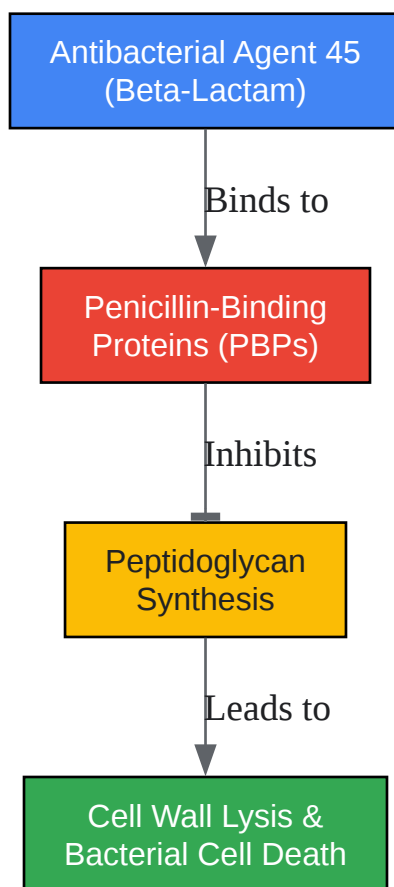 Antibacterial Agent 45
(Beta-Lactam)
Binds to
Penicillin-Binding
Proteins (PBPs)
Inhibits
Peptidoglycan
Synthesis
Leads to
Cell Wall Lysis &
Bacterial Cell Death